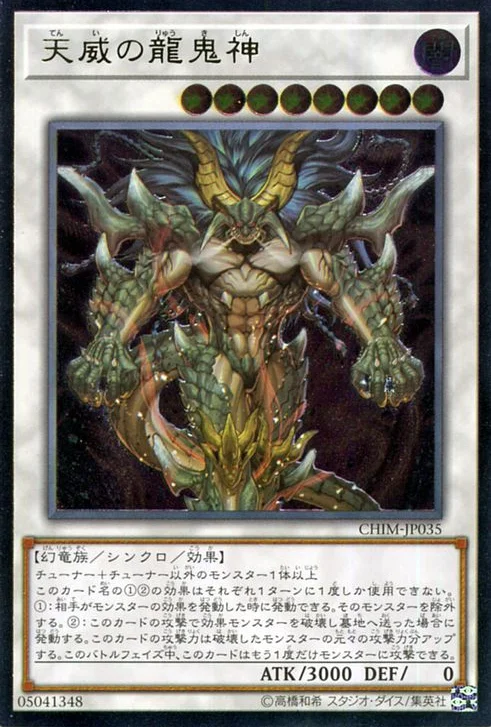 天威の龍鬼神
闇
CHIM-JP035
【幻竜族／シンクロ／効果】
チューナー＋チューナー以外のモンスター1体以上
このカード名の①②の効果はそれぞれ1ターンに1度しか使用できない。
①：相手がモンスターの効果を発動した時に発動できる。そのモンスターを除外
する。②：このカードの攻撃で効果モンスターを破壊し墓地へ送った場合に
発動する。このカードの攻撃力は破壊したモンスターの元々の攻撃力分アップ
する。このバトルフェイズ中、このカードはもう1度だけモンスターに攻撃できる。
ATK/3000 DEF/ 0
05041348
©高橋和希 スタジオ・ダイス/集英社